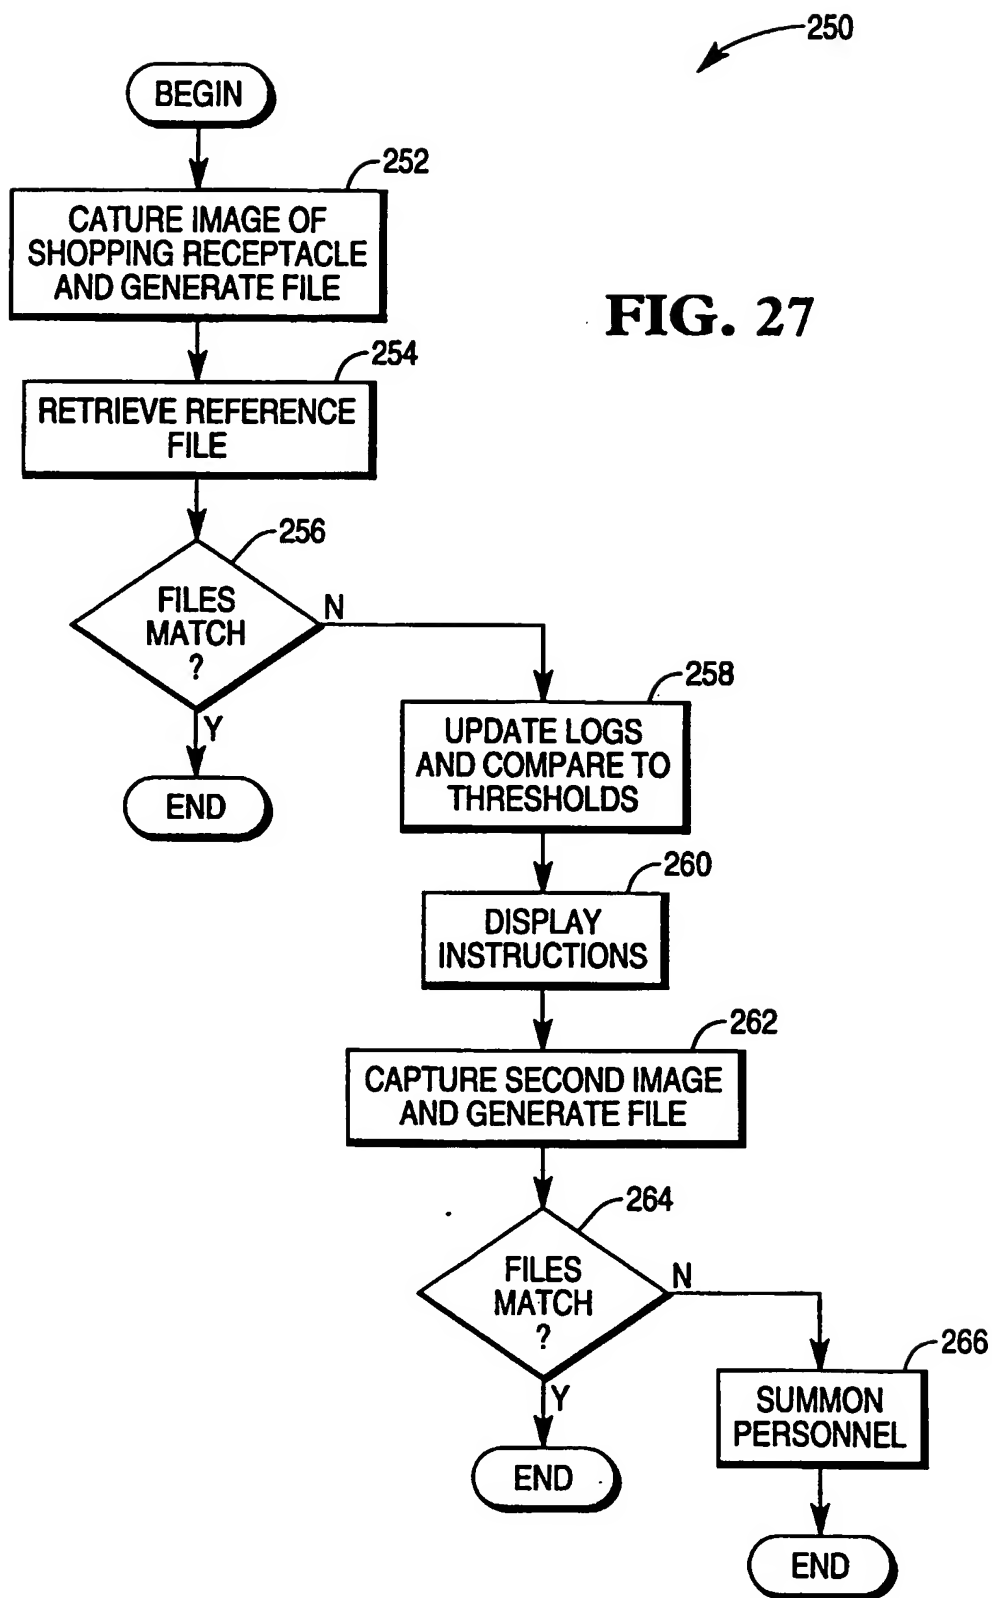 250
BEGIN
252
CATURE IMAGE OF
SHOPPING RECEPTACLE
AND GENERATE FILE
FIG. 27
254
RETRIEVE REFERENCE
FILE
256
FILES
MATCH
?
N
Y
END
258
UPDATE LOGS
AND COMPARE TO
THRESHOLDS
260
DISPLAY
INSTRUCTIONS
262
CAPTURE SECOND IMAGE
AND GENERATE FILE
264
FILES
MATCH
?
N
Y
END
266
SUMMON
PERSONNEL
END